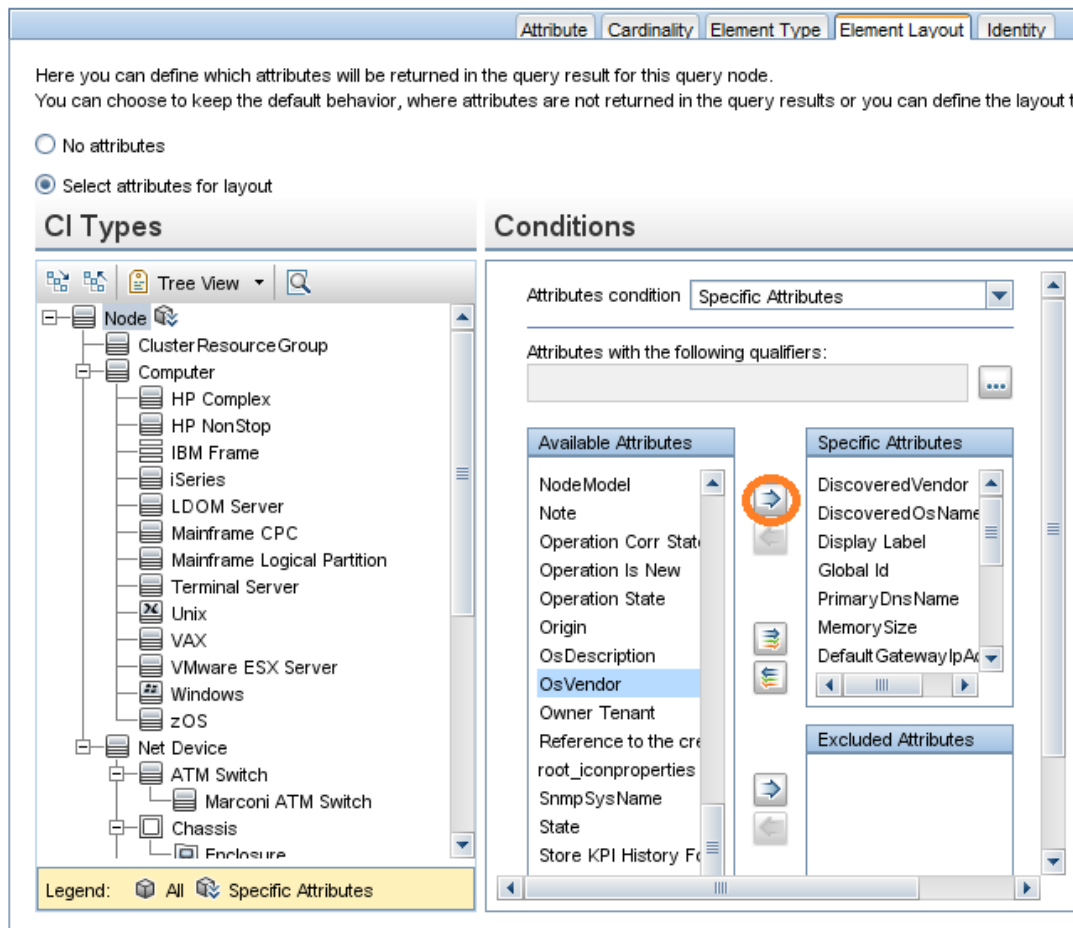 Attribute Cardinality Element Type Element Layout Identity
Here you can define which attributes will be returned in the query result for this query node.
You can choose to keep the default behavior, where attributes are not returned in the query results or you can define the layout t
No attributes
Select attributes for layout
CI Types
Tree View
Node
ClusterResourceGroup
Computer
HP Complex
HP NonStop
IBM Frame
iSeries
LDOM Server
Mainframe CPC
Mainframe Logical Partition
Terminal Server
Unix
VAX
VMware ESX Server
Windows
zOS
Net Device
ATM Switch
Marconi ATM Switch
Chassis
Enclosure
Legend: All Specific Attributes
Conditions
Attributes condition Specific Attributes
Attributes with the following qualifiers:
...
Available Attributes
NodeModel
Note
Operation Corr State
Operation Is New
Operation State
Origin
OsDescription
OsVendor
Owner Tenant
Reference to the cre
root_iconproperties
SnmpSysName
State
Store KPI History Fo
Specific Attributes
DiscoveredVendor
DiscoveredOsName
Display Label
Global Id
PrimaryDnsName
MemorySize
DefaultGatewayIpAd
Excluded Attributes